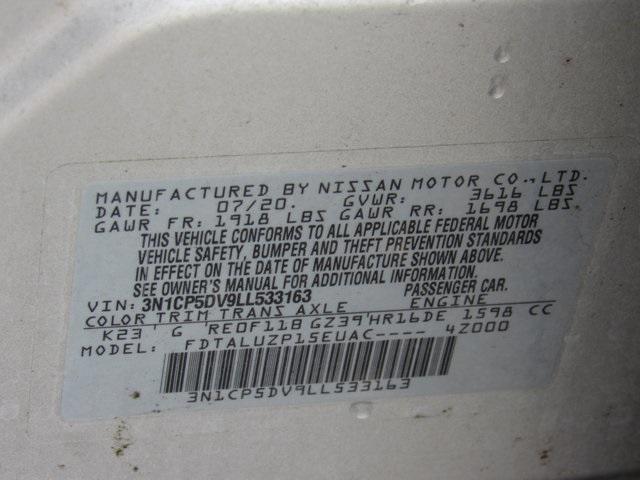 MANUFACTURED BY NISSAN MOTOR CO.,LTD.
DATE: 07/20. GVWR: 3616 LBS
GAWR FR: 1918 LBS GAWR RR: 1698 LBS.
THIS VEHICLE CONFORMS TO ALL APPLICABLE FEDERAL MOTOR
VEHICLE SAFETY, BUMPER AND THEFT PREVENTION STANDARDS
IN EFFECT ON THE DATE OF MANUFACTURE SHOWN ABOVE.
SEE OWNER'S MANUAL FOR ADDITIONAL INFORMATION.
VIN: 3N1CP5DV9LL533163 PASSENGER CAR.
COLOR TRIM TRANS AXLE ENGINE
K23 ' G 'RE0F11B GZ39'HR16DE 1598 CC
MODEL: FDTALUZP15EUAC---- 4Z000
3N1CP5DV9LL533163